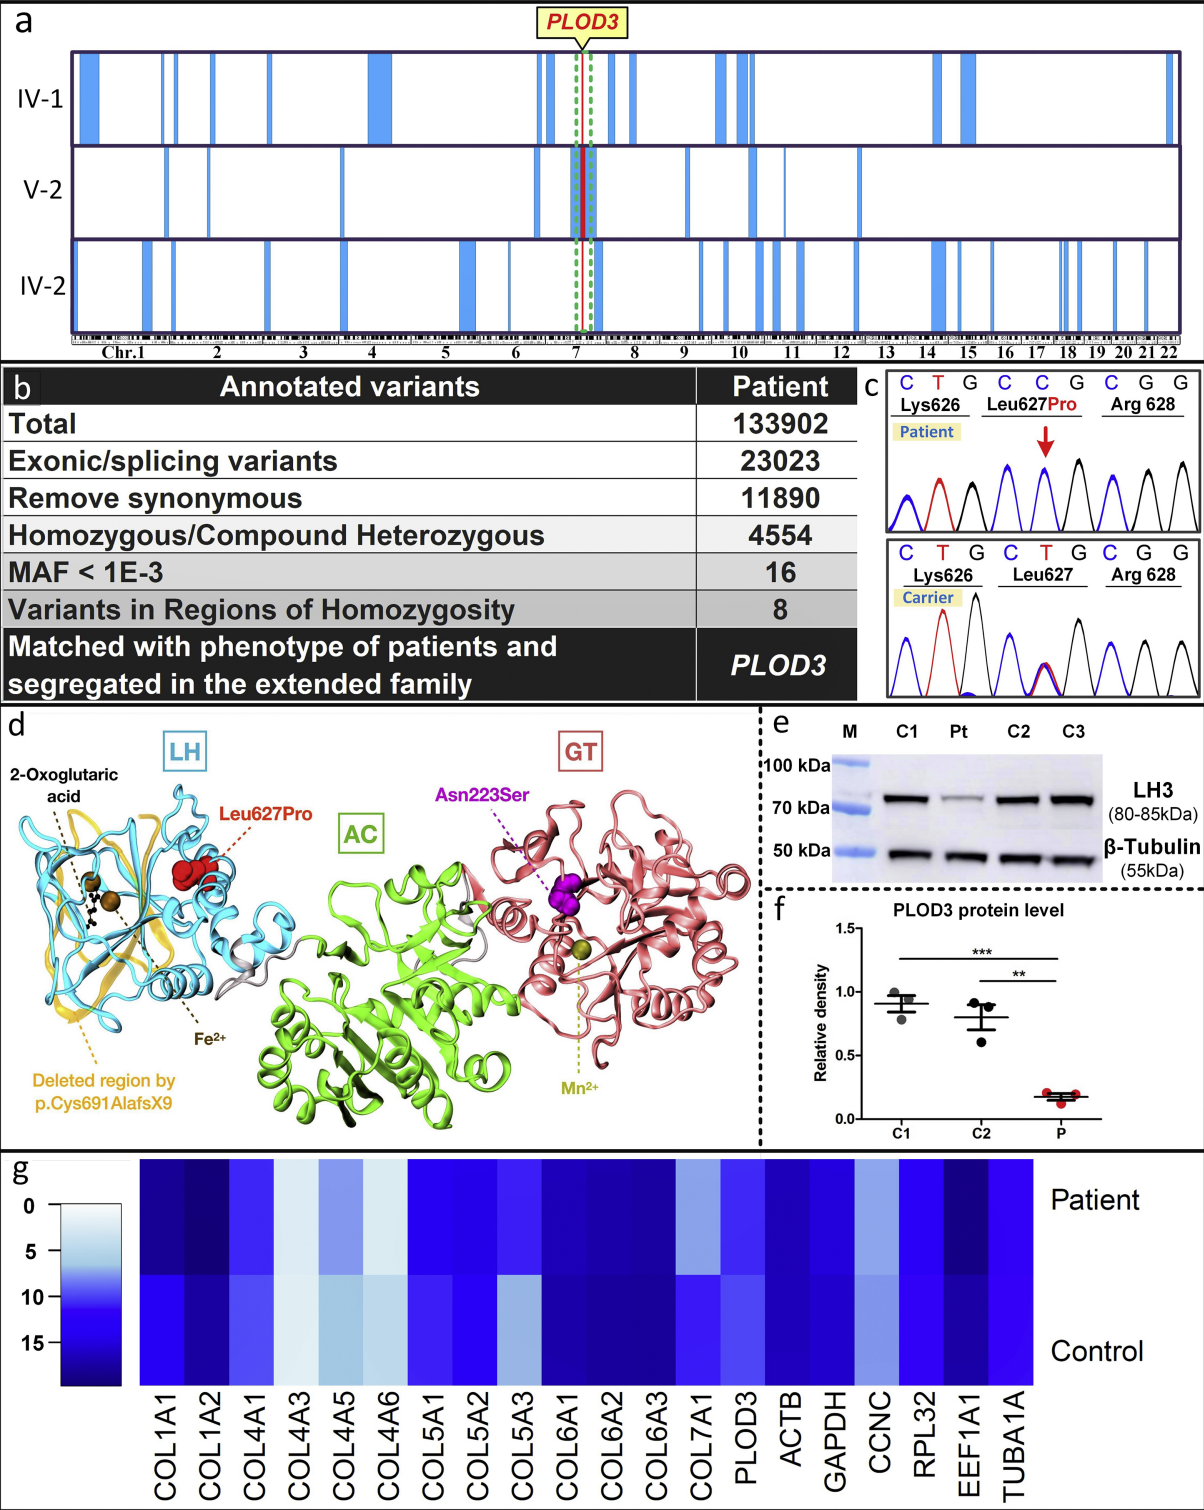 a
PLOD3
IV-1
V-2
IV-2
Chr.1 2 3 4 5 6 7 8 9 10 11 12 13 14 15 16 17 18 19 20 21 22
b
Annotated variants Patient
Total 133902
Exonic/splicing variants 23023
Remove synonymous 11890
Homozygous/Compound Heterozygous 4554
MAF < 1E-3 16
Variants in Regions of Homozygosity 8
Matched with phenotype of patients and
segregated in the extended family PLOD3
c
C T G C C G C G G
Lys626 Leu627Pro Arg 628
Patient
C T G C T G C G G
Lys626 Leu627 Arg 628
Carrier
d
LH
GT
AC
2-Oxoglutaric
acid
Leu627Pro
Asn223Ser
Fe2+
Mn2+
Deleted region by
p.Cys691AlafsX9
e
M C1 Pt C2 C3
100 kDa
70 kDa
50 kDa
LH3
(80-85kDa)
β-Tubulin
(55kDa)
f
PLOD3 protein level
Relative density
1.5
1.0
0.5
0.0
***
**
C1 C2 P
g
0
5
10
15
Patient
Control
COL1A1
COL1A2
COL4A1
COL4A3
COL4A5
COL4A6
COL5A1
COL5A2
COL5A3
COL6A1
COL6A2
COL6A3
COL7A1
PLOD3
ACTB
GAPDH
CCNC
RPL32
EEF1A1
TUBA1A